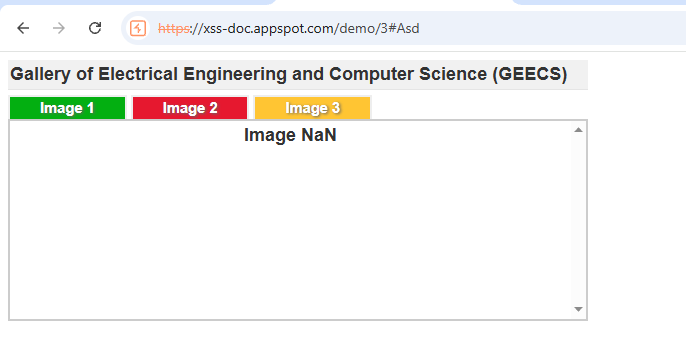 https://xss-doc.appspot.com/demo/3#Asd
Gallery of Electrical Engineering and Computer Science (GEECS)
Image 1 Image 2 Image 3
Image NaN